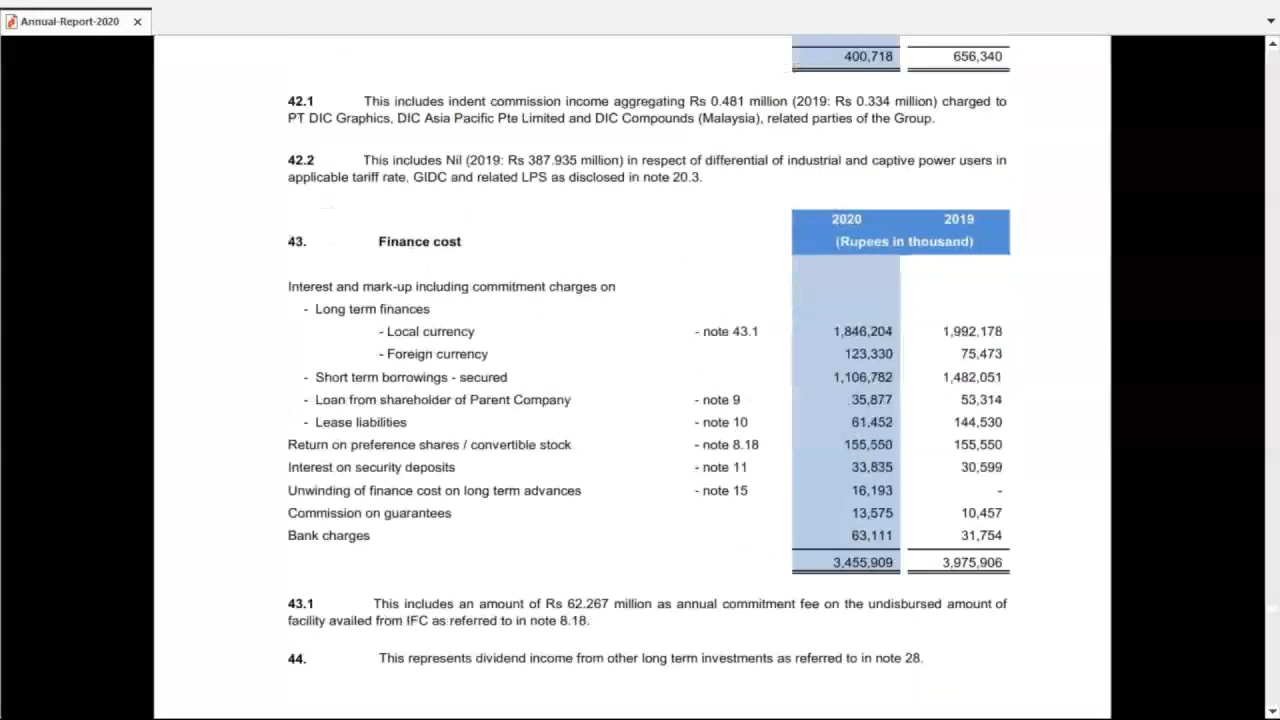 Annual-Report-2020
400,718 656,340
42.1 This includes indent commission income aggregating Rs 0.481 million (2019: Rs 0.334 million) charged to
PT DIC Graphics, DIC Asia Pacific Pte Limited and DIC Compounds (Malaysia), related parties of the Group.
42.2 This includes Nil (2019: Rs 387.935 million) in respect of differential of industrial and captive power users in
applicable tariff rate, GIDC and related LPS as disclosed in note 20.3.
2020 2019
43. Finance cost (Rupees in thousand)
Interest and mark-up including commitment charges on
- Long term finances
- Local currency - note 43.1 1,846,204 1,992,178
- Foreign currency 123,330 75,473
- Short term borrowings - secured 1,106,782 1,482,051
- Loan from shareholder of Parent Company - note 9 35,877 53,314
- Lease liabilities - note 10 61,452 144,530
Return on preference shares / convertible stock - note 8.18 155,550 155,550
Interest on security deposits - note 11 33,835 30,599
Unwinding of finance cost on long term advances - note 15 16,193 -
Commission on guarantees 13,575 10,457
Bank charges 63,111 31,754
3,455,909 3,975,906
43.1 This includes an amount of Rs 62.267 million as annual commitment fee on the undisbursed amount of
facility availed from IFC as referred to in note 8.18.
44. This represents dividend income from other long term investments as referred to in note 28.